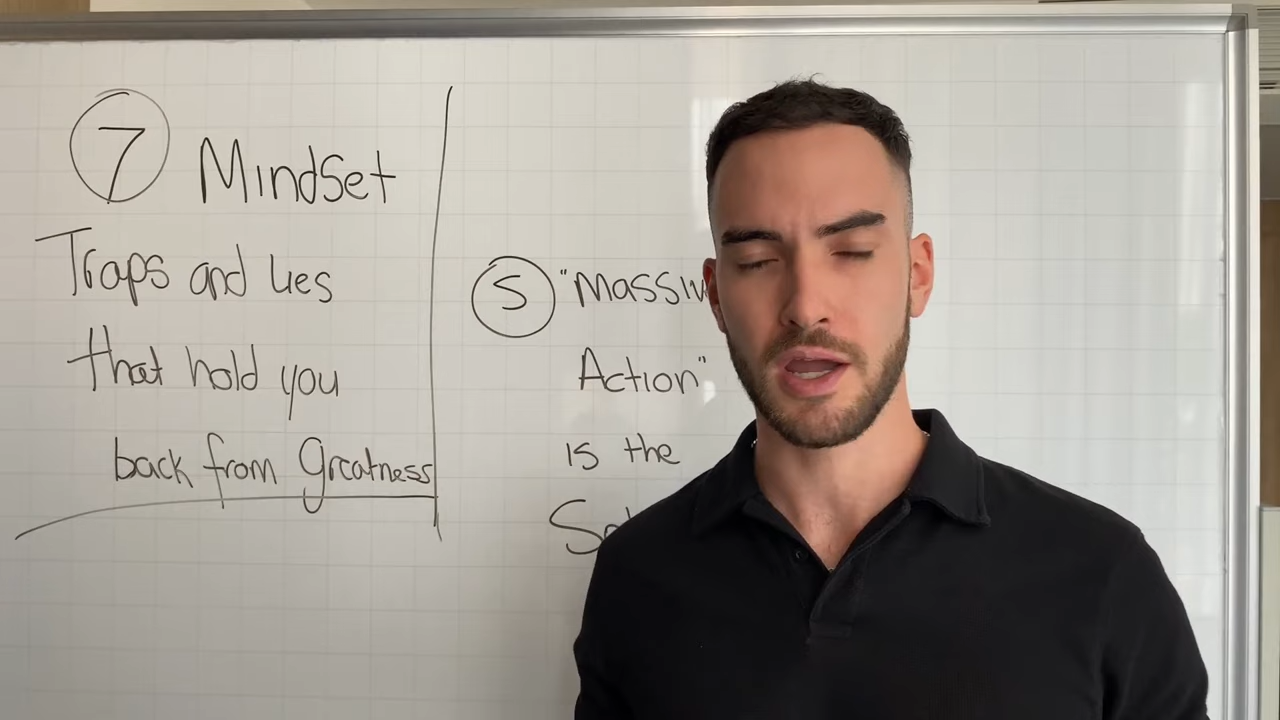 7 Mindset
Traps and lies
that hold you
back from Greatness
5 "Massiv
Action"
is the